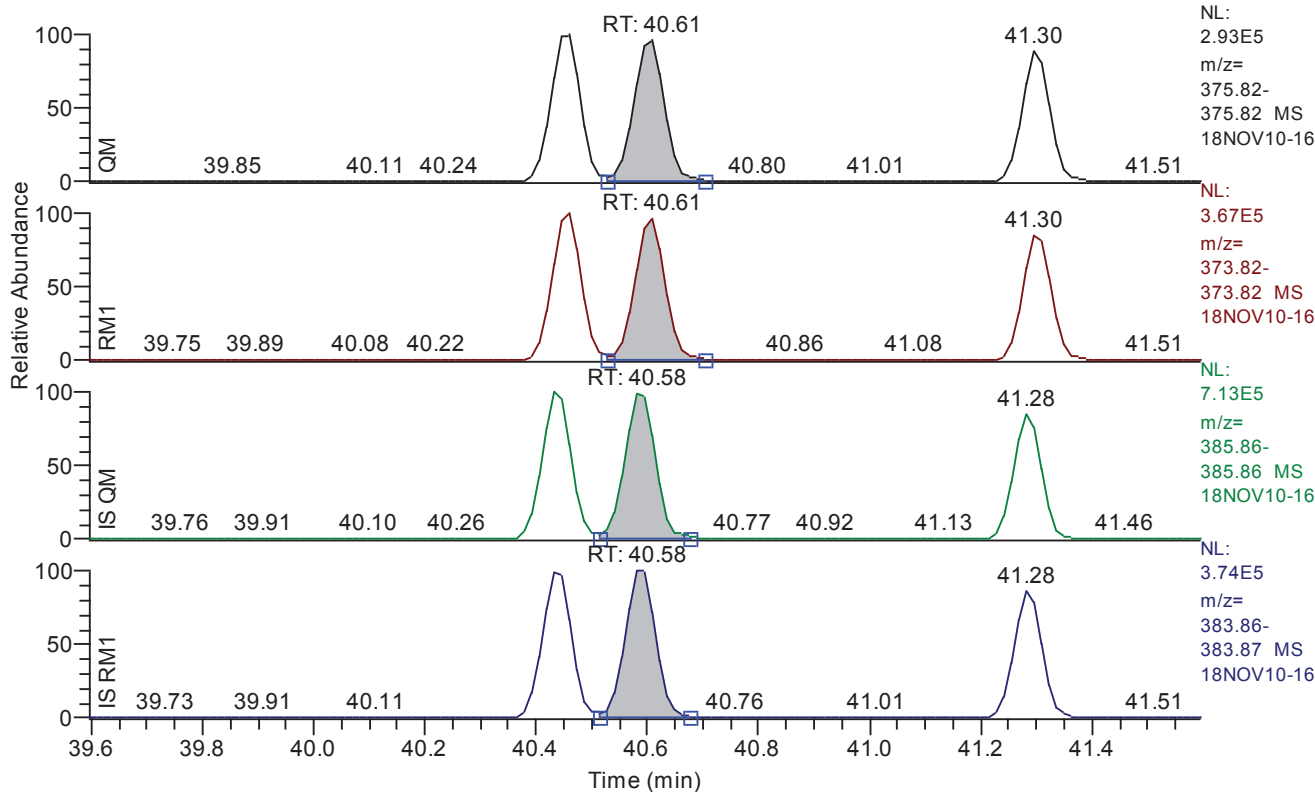 Relative Abundance
RT: 40.61
41.30
100
50
0
QM
39.85 40.11 40.24 40.80 41.01 41.51
NL:
2.93E5
m/z=
375.82-
375.82 MS
18NOV10-16
RT: 40.61
41.30
100
50
0
RM1
39.75 39.89 40.08 40.22 40.86 41.08 41.51
NL:
3.67E5
m/z=
373.82-
373.82 MS
18NOV10-16
RT: 40.58
41.28
100
50
0
IS QM
39.76 39.91 40.10 40.26 40.77 40.92 41.13 41.46
NL:
7.13E5
m/z=
385.86-
385.86 MS
18NOV10-16
RT: 40.58
41.28
100
50
0
IS RM1
39.73 39.91 40.11 40.76 41.01 41.51
NL:
3.74E5
m/z=
383.86-
383.87 MS
18NOV10-16
39.6 39.8 40.0 40.2 40.4 40.6 40.8 41.0 41.2 41.4
Time (min)